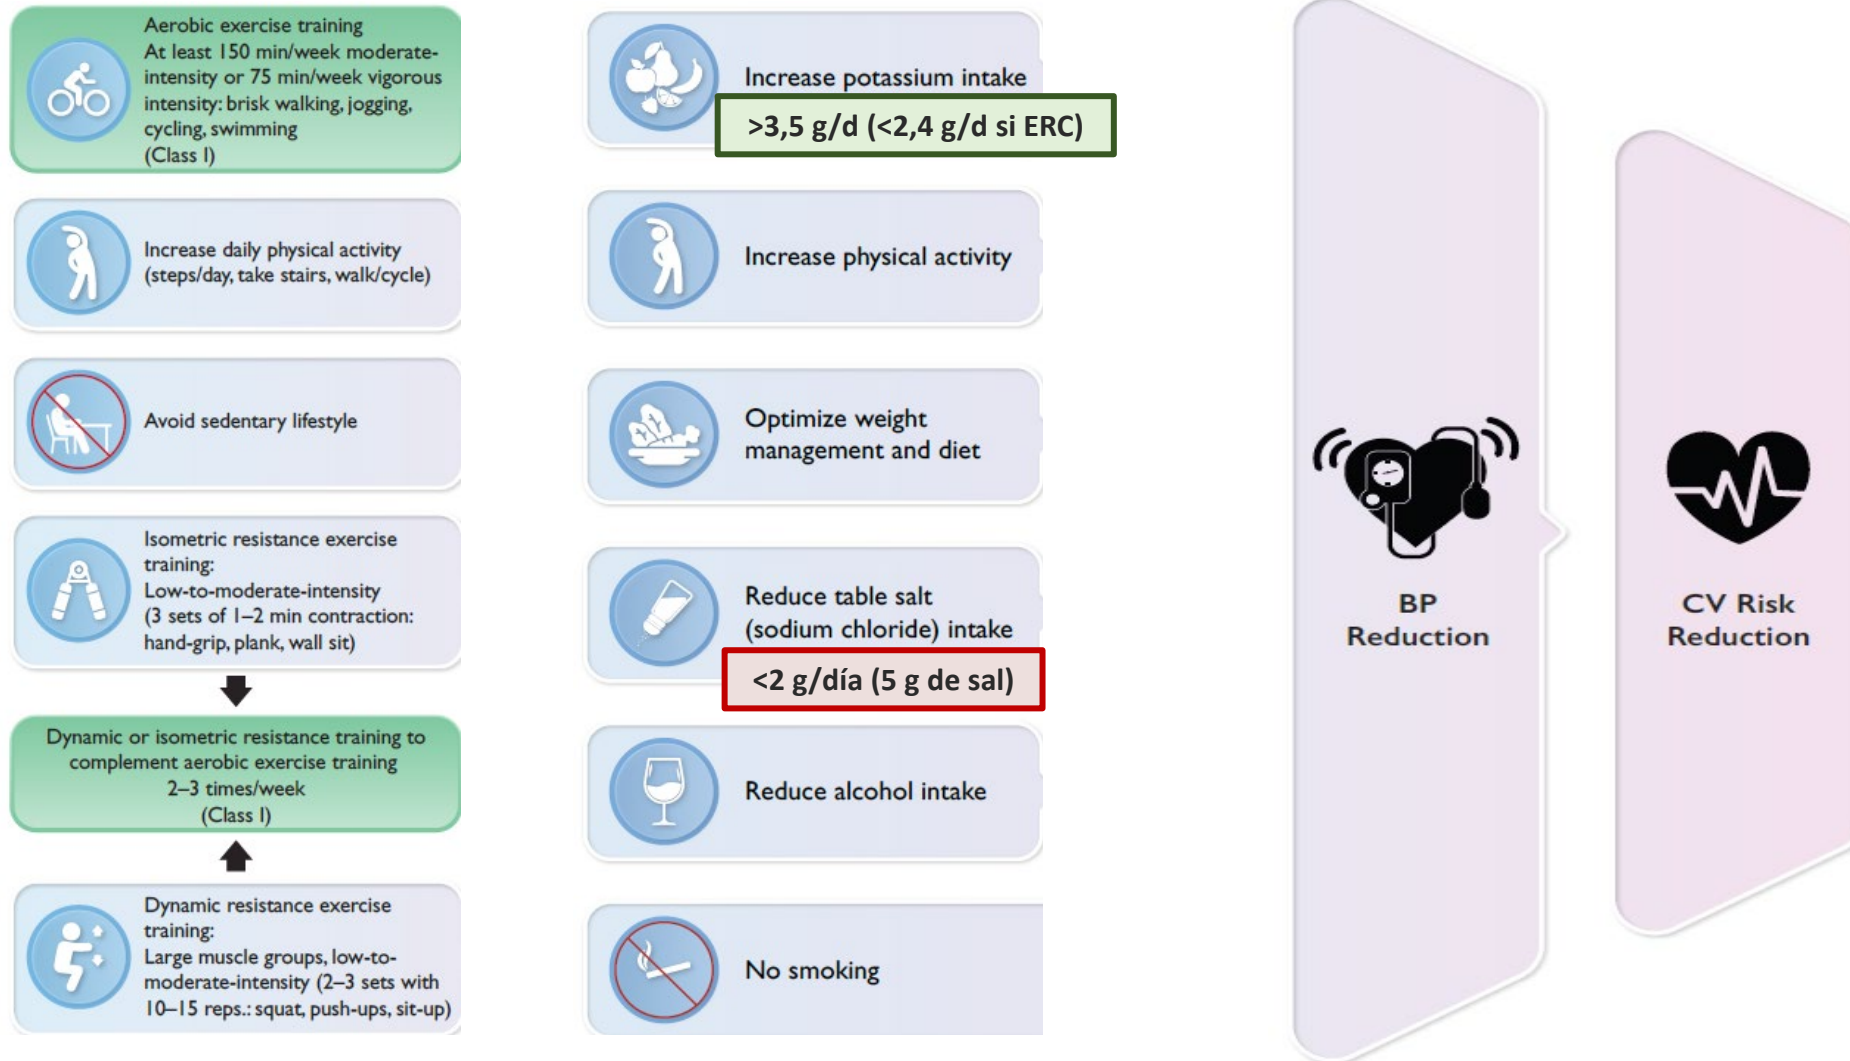 Aerobic exercise training
At least 150 min/week moderate-
intensity or 75 min/week vigorous
intensity: brisk walking, jogging,
cycling, swimming
(Class I)
Increase daily physical activity
(steps/day, take stairs, walk/cycle)
Avoid sedentary lifestyle
Isometric resistance exercise
training:
Low-to-moderate-intensity
(3 sets of 1–2 min contraction:
hand-grip, plank, wall sit)
Dynamic or isometric resistance training to
complement aerobic exercise training
2–3 times/week
(Class I)
Dynamic resistance exercise
training:
Large muscle groups, low-to-
moderate-intensity (2–3 sets with
10–15 reps.: squat, push-ups, sit-up)
Increase potassium intake
>3,5 g/d (<2,4 g/d si ERC)
Increase physical activity
Optimize weight
management and diet
Reduce table salt
(sodium chloride) intake
<2 g/día (5 g de sal)
Reduce alcohol intake
No smoking
BP
Reduction
CV Risk
Reduction